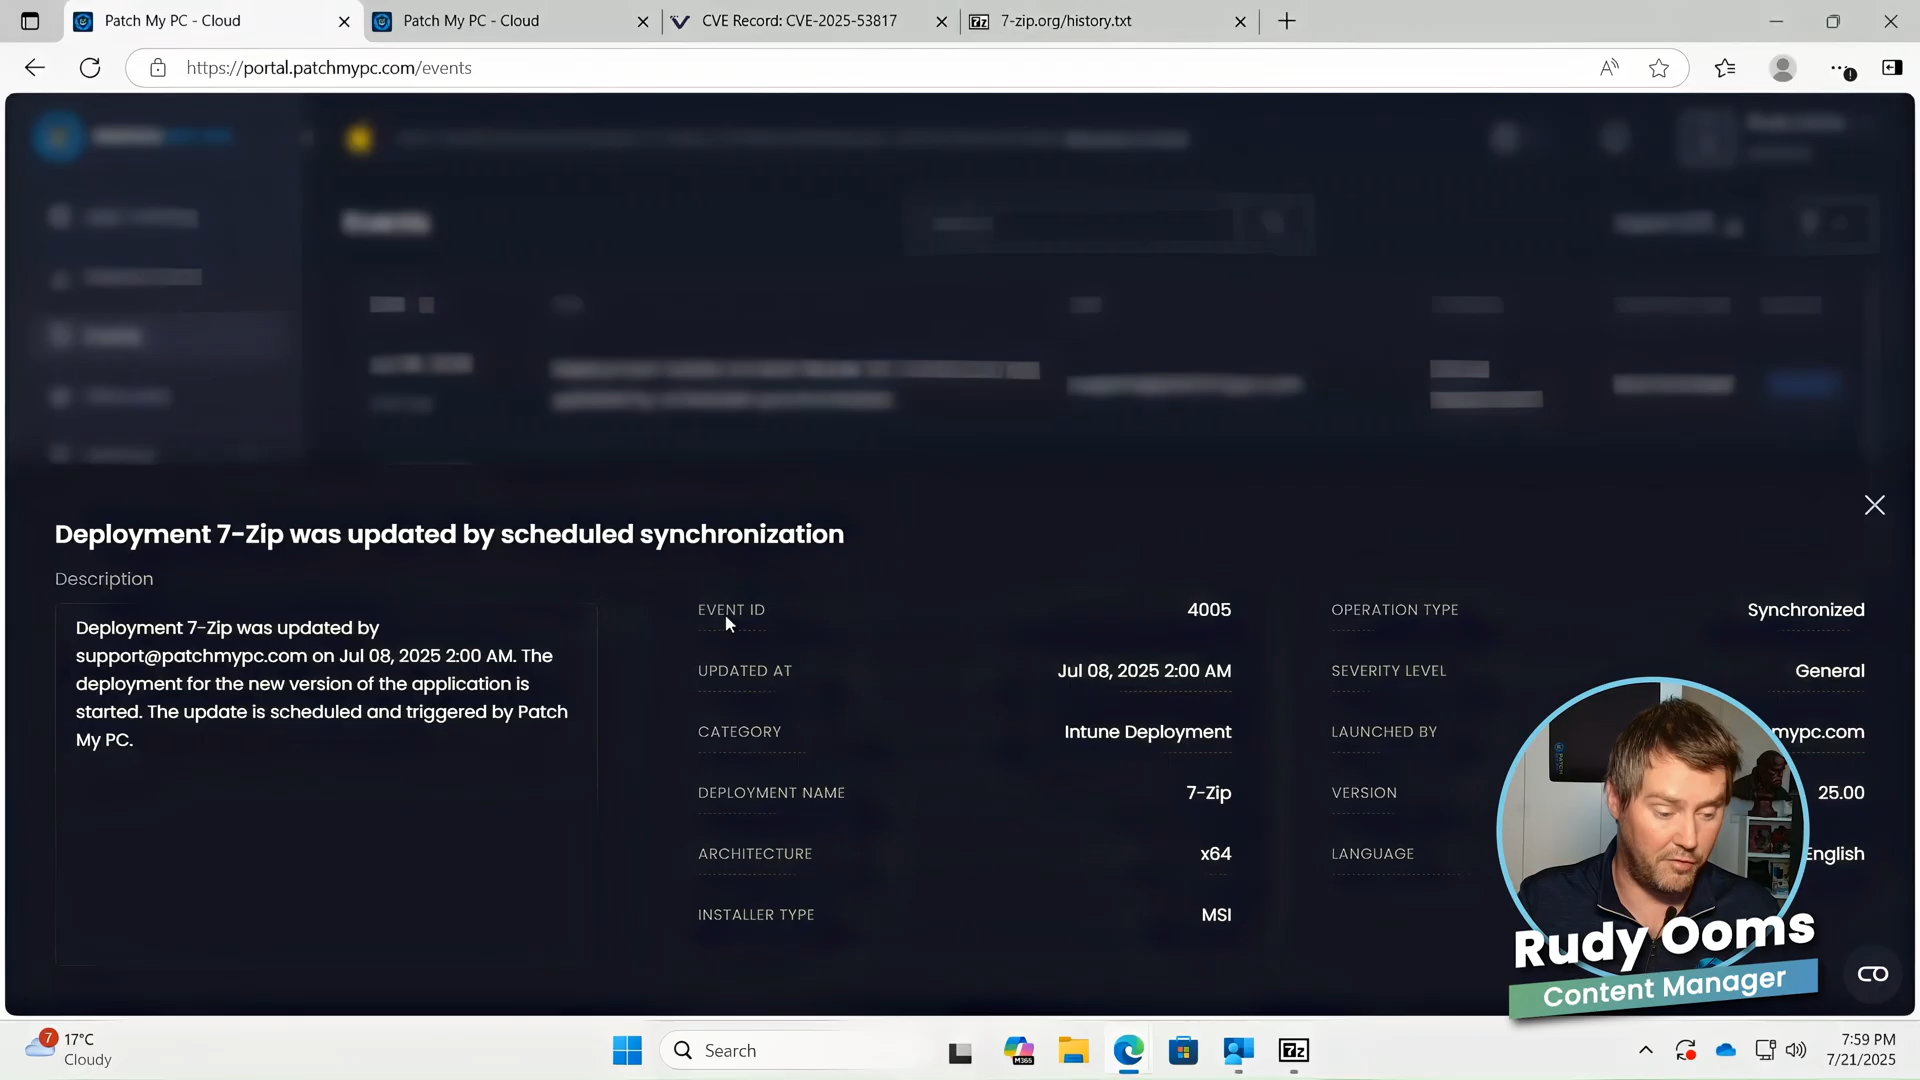 Patch My PC - Cloud
Patch My PC - Cloud
CVE Record: CVE-2025-53817
7-zip.org/history.txt
https://portal.patchmypc.com/events
Events
Deployment 7-Zip was updated by scheduled synchronization
Description
Deployment 7-Zip was updated by
support@patchmypc.com on Jul 08, 2025 2:00 AM. The
deployment for the new version of the application is
started. The update is scheduled and triggered by Patch
My PC.
EVENT ID 4005
UPDATED AT Jul 08, 2025 2:00 AM
CATEGORY Intune Deployment
DEPLOYMENT NAME 7-Zip
ARCHITECTURE x64
INSTALLER TYPE MSI
OPERATION TYPE Synchronized
SEVERITY LEVEL General
LAUNCHED BY mypc.com
VERSION 25.00
LANGUAGE English
Rudy Ooms
Content Manager
7
17°C
Cloudy
Search
M365
7z
7:59 PM
7/21/2025